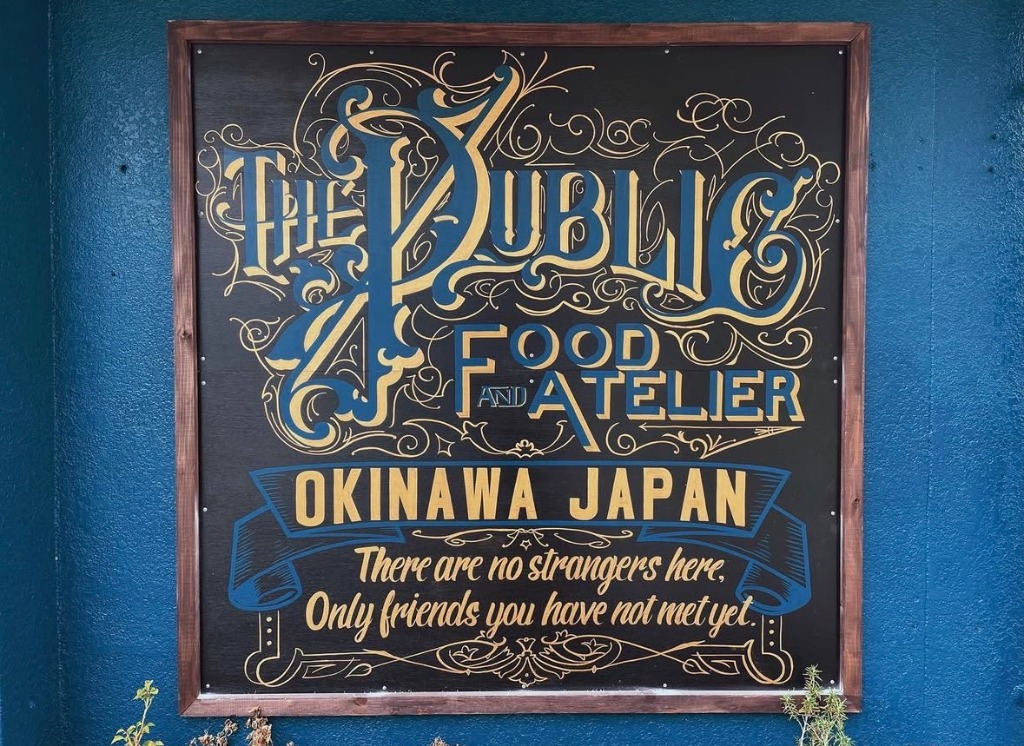 THE PUBLIC
FOOD
AND ATELIER
OKINAWA JAPAN
There are no strangers here,
Only friends you have not met yet.